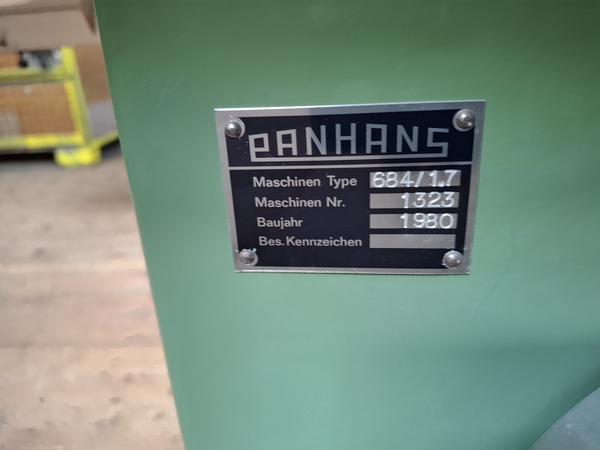 PANHANS
Maschinen Type 684/1.7
Maschinen Nr. 1323
Baujahr 1980
Bes. Kennzeichen